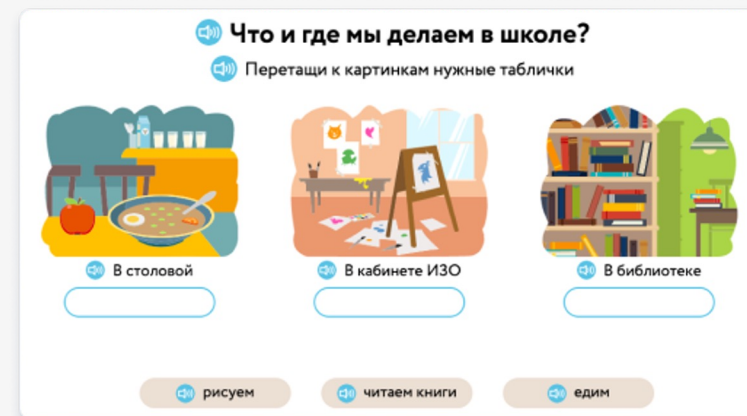 Что и где мы делаем в школе?
Перетащи к картинкам нужные таблички
В столовой
В кабинете ИЗО
В библиотеке
рисуем
читаем книги
едим